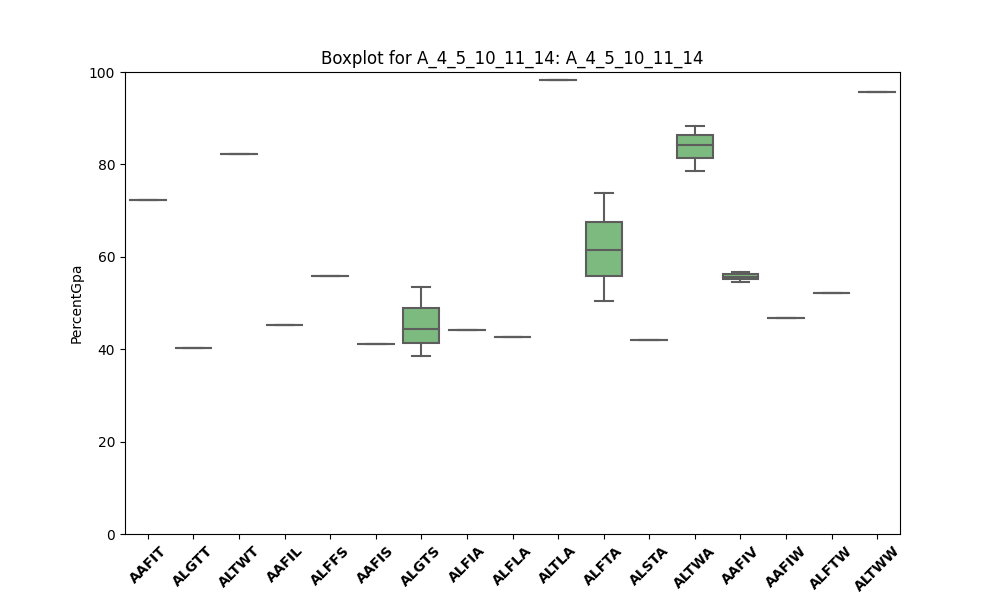 Boxplot for A_4_5_10_11_14: A_4_5_10_11_14
PercentGpa
100
80
60
40
20
0
AAFIT
ALGTT
ALTWT
AAFIL
ALFFS
AAFIS
ALGTS
ALFIA
ALFLA
ALTLA
ALFTA
ALSTA
ALTWA
AAFIV
AAFIW
ALFTW
ALTWW